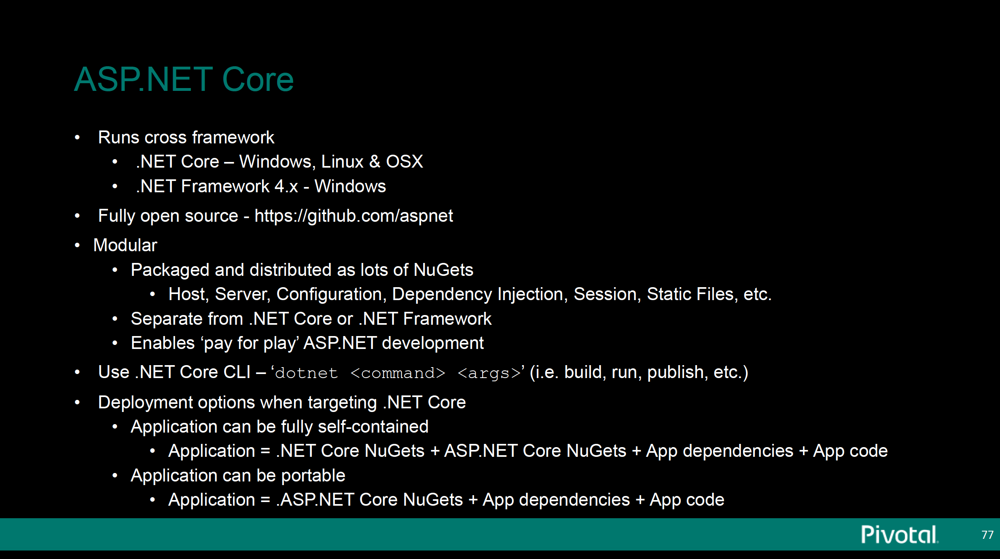 ASP.NET Core
• Runs cross framework
• .NET Core – Windows, Linux & OSX
• .NET Framework 4.x - Windows
• Fully open source - https://github.com/aspnet
• Modular
• Packaged and distributed as lots of NuGets
• Host, Server, Configuration, Dependency Injection, Session, Static Files, etc.
• Separate from .NET Core or .NET Framework
• Enables ‘pay for play’ ASP.NET development
• Use .NET Core CLI – ‘dotnet <command> <args>’ (i.e. build, run, publish, etc.)
• Deployment options when targeting .NET Core
• Application can be fully self-contained
• Application = .NET Core NuGets + ASP.NET Core NuGets + App dependencies + App code
• Application can be portable
• Application = .ASP.NET Core NuGets + App dependencies + App code
Pivotal
77